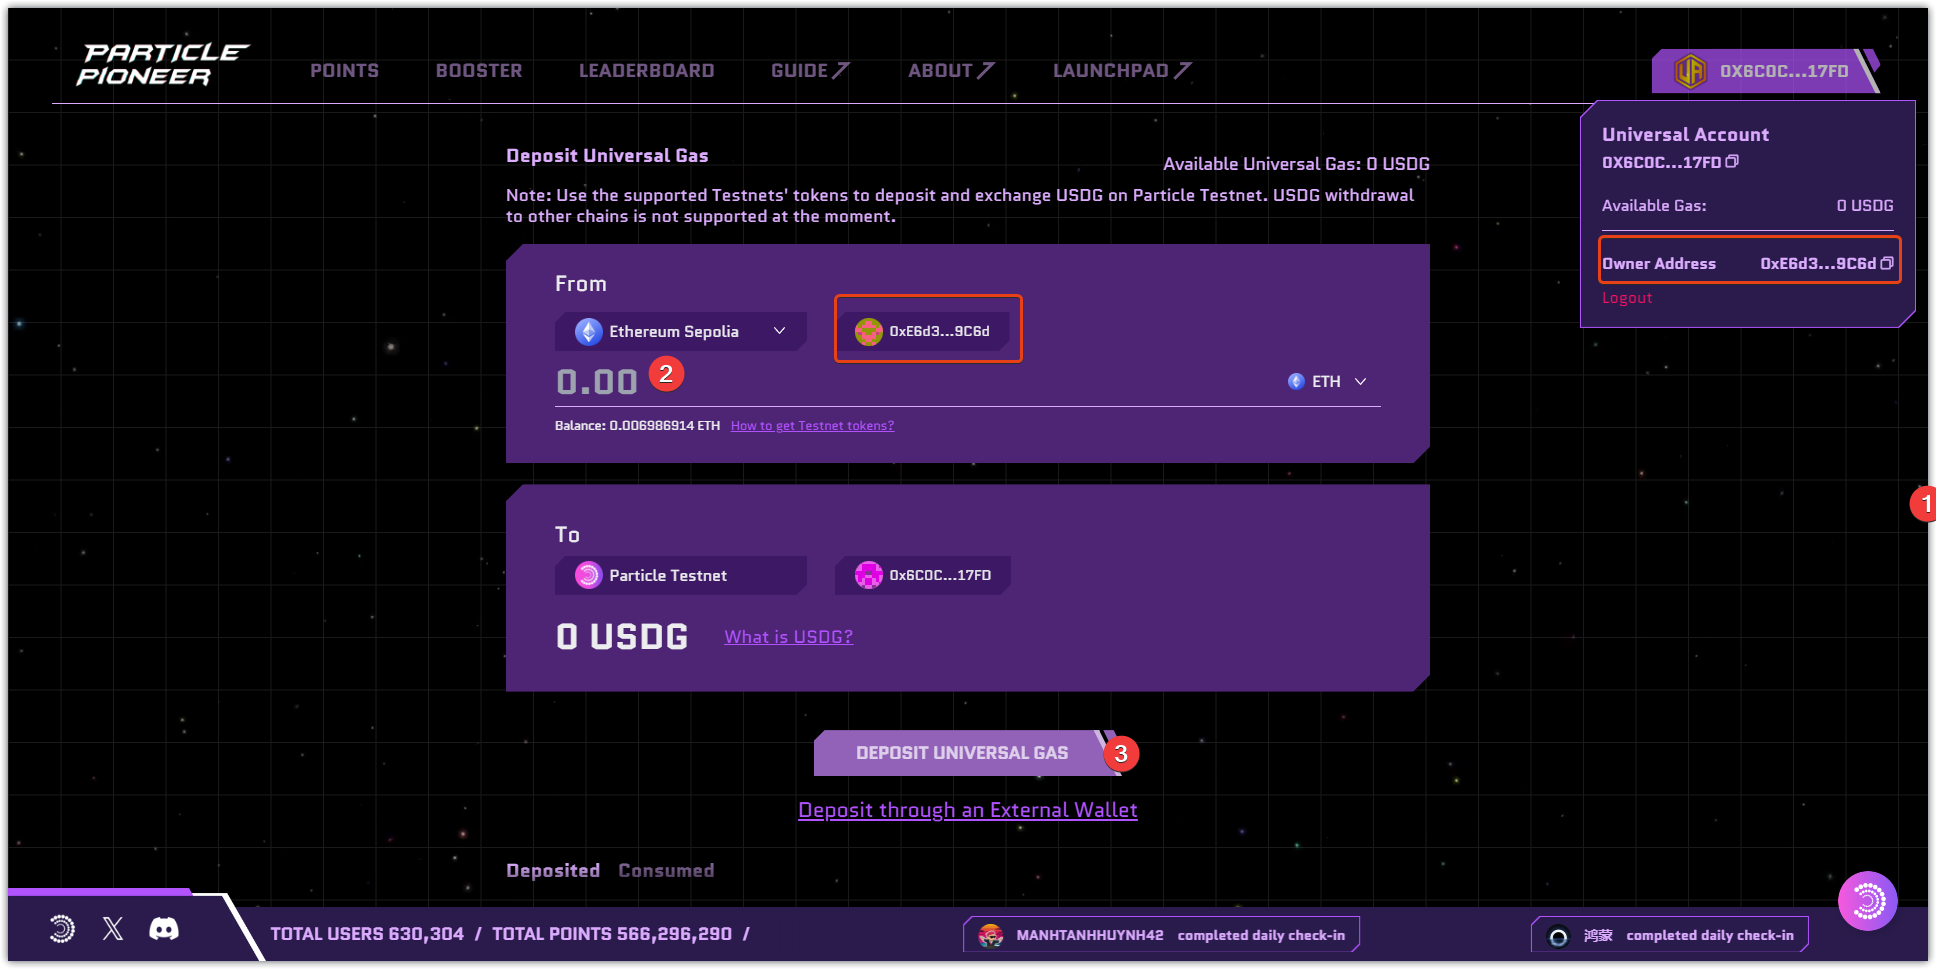 PARTICLE
PIONEER
POINTS
BOOSTER
LEADERBOARD
GUIDE
ABOUT
LAUNCHPAD
UA
0X6C0C...17FD
Universal Account
0X6C0C...17FD
Available Gas: 0 USDG
Owner Address 0xE6d3...9C6d
Logout
Deposit Universal Gas
Available Universal Gas: 0 USDG
Note: Use the supported Testnets' tokens to deposit and exchange USDG on Particle Testnet. USDG withdrawal
to other chains is not supported at the moment.
From
Ethereum Sepolia
0xE6d3...9C6d
0.00
2
ETH
Balance: 0.006986914 ETH
How to get Testnet tokens?
1
To
Particle Testnet
0x6C0C...17FD
0 USDG
What is USDG?
DEPOSIT UNIVERSAL GAS
3
Deposit through an External Wallet
Deposited
Consumed
X
TOTAL USERS 630,304 / TOTAL POINTS 566,296,290 /
MANHTANHHUYNH42 completed daily check-in
鸿蒙 completed daily check-in